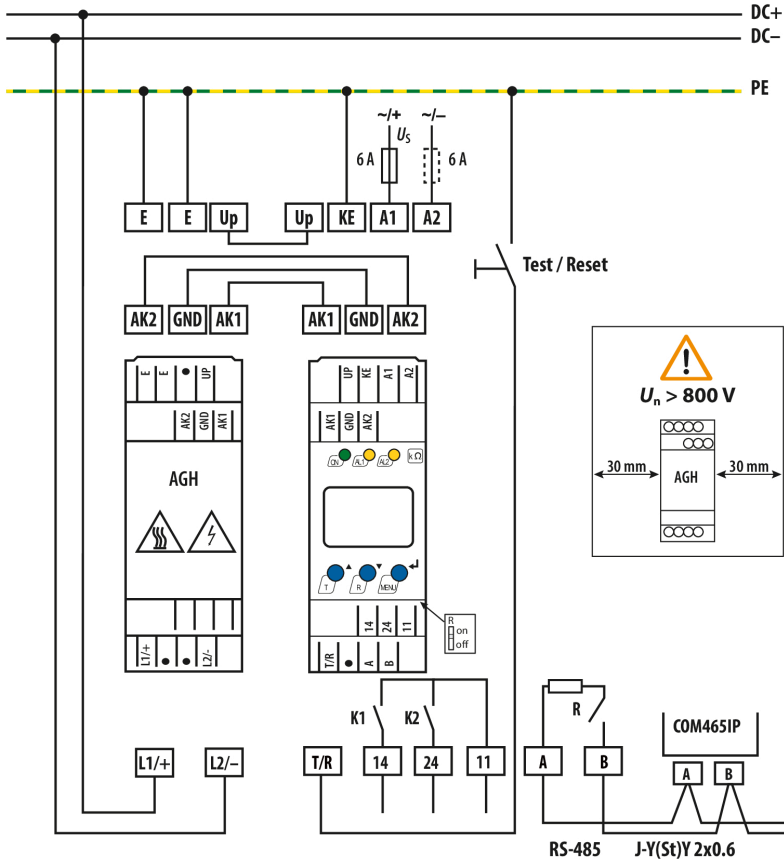 DC+
DC–
PE
~/+ ~/–
U_S
6 A 6 A
E E Up Up KE A1 A2
Test / Reset
AK2 GND AK1 AK1 GND AK2
E E UP UP KE A1 A2
AK2 GND AK1 AK1 GND AK2
ON AL1 AL2 kΩ
AGH
T R MENU
R
on
off
14 24 11
L1/+ L2/- T/R A B
U_n > 800 V
30 mm AGH 30 mm
K1 K2 R
COM465IP
L1/+ L2/– T/R 14 24 11 A B A B
RS-485 J-Y(St)Y 2x0.6